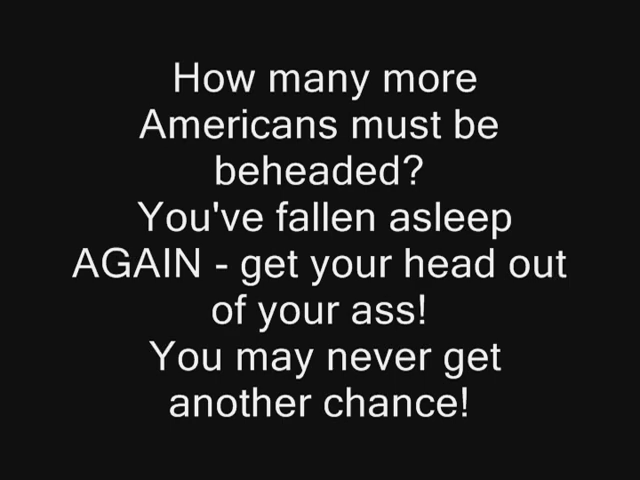 How many more
Americans must be
beheaded?
You've fallen asleep
AGAIN - get your head out
of your ass!
You may never get
another chance!